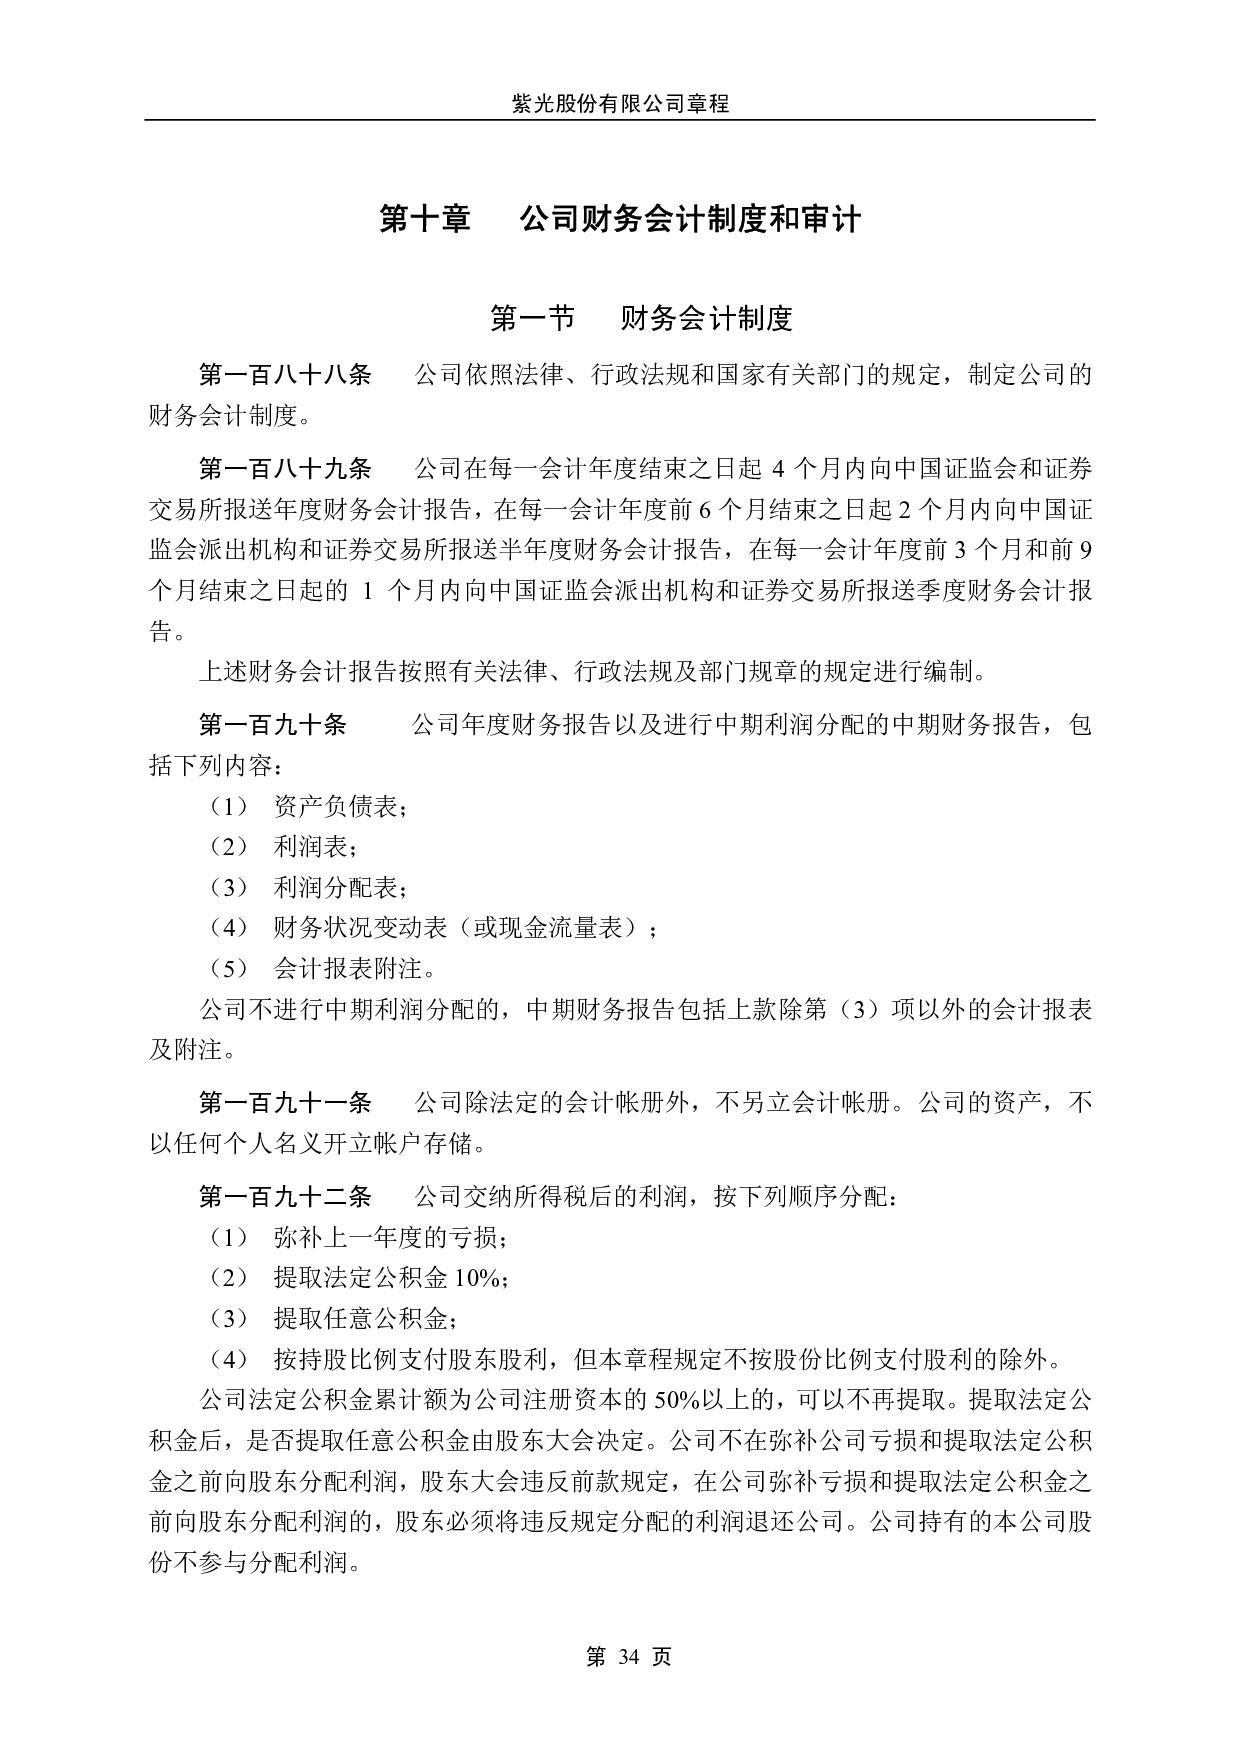 紫光股份有限公司章程
第十章 公司财务会计制度和审计
第一节 财务会计制度
第一百八十八条 公司依照法律、行政法规和国家有关部门的规定，制定公司的
财务会计制度。
第一百八十九条 公司在每一会计年度结束之日起 4 个月内向中国证监会和证券
交易所报送年度财务会计报告，在每一会计年度前 6 个月结束之日起 2 个月内向中国证
监会派出机构和证券交易所报送半年度财务会计报告，在每一会计年度前 3 个月和前 9
个月结束之日起的 1 个月内向中国证监会派出机构和证券交易所报送季度财务会计报
告。
上述财务会计报告按照有关法律、行政法规及部门规章的规定进行编制。
第一百九十条 公司年度财务报告以及进行中期利润分配的中期财务报告，包
括下列内容：
（1） 资产负债表；
（2） 利润表；
（3） 利润分配表；
（4） 财务状况变动表（或现金流量表）；
（5） 会计报表附注。
公司不进行中期利润分配的，中期财务报告包括上款除第（3）项以外的会计报表
及附注。
第一百九十一条 公司除法定的会计帐册外，不另立会计帐册。公司的资产，不
以任何个人名义开立帐户存储。
第一百九十二条 公司交纳所得税后的利润，按下列顺序分配：
（1） 弥补上一年度的亏损；
（2） 提取法定公积金 10%；
（3） 提取任意公积金；
（4） 按持股比例支付股东股利，但本章程规定不按股份比例支付股利的除外。
公司法定公积金累计额为公司注册资本的 50%以上的，可以不再提取。提取法定公
积金后，是否提取任意公积金由股东大会决定。公司不在弥补公司亏损和提取法定公积
金之前向股东分配利润，股东大会违反前款规定，在公司弥补亏损和提取法定公积金之
前向股东分配利润的，股东必须将违反规定分配的利润退还公司。公司持有的本公司股
份不参与分配利润。
第 34 页